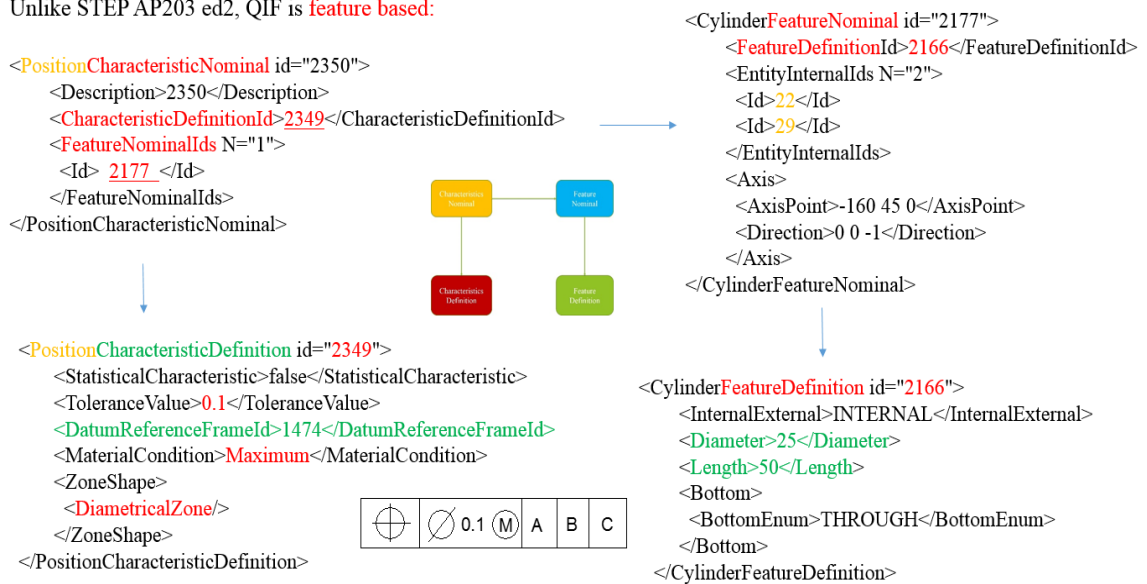 Unlike STEP AP203 ed2, QIF is feature based:
<PositionCharacteristicNominal id="2350">
<Description>2350</Description>
<CharacteristicDefinitionId>2349</CharacteristicDefinitionId>
<FeatureNominalIds N="1">
<Id> 2177 </Id>
</FeatureNominalIds>
</PositionCharacteristicNominal>
<CylinderFeatureNominal id="2177">
<FeatureDefinitionId>2166</FeatureDefinitionId>
<EntityInternalIds N="2">
<Id>22</Id>
<Id>29</Id>
</EntityInternalIds>
<Axis>
<AxisPoint>-160 45 0</AxisPoint>
<Direction>0 0 -1</Direction>
</Axis>
</CylinderFeatureNominal>
Characteristics
Nominal
Feature
Nominal
Characteristics
Definition
Feature
Definition
<PositionCharacteristicDefinition id="2349">
<StatisticalCharacteristic>false</StatisticalCharacteristic>
<ToleranceValue>0.1</ToleranceValue>
<DatumReferenceFrameId>1474</DatumReferenceFrameId>
<MaterialCondition>Maximum</MaterialCondition>
<ZoneShape>
<DiametricalZone/>
</ZoneShape>
</PositionCharacteristicDefinition>
⌖ ⌀ 0.1 Ⓜ A B C
<CylinderFeatureDefinition id="2166">
<InternalExternal>INTERNAL</InternalExternal>
<Diameter>25</Diameter>
<Length>50</Length>
<Bottom>
<BottomEnum>THROUGH</BottomEnum>
</Bottom>
</CylinderFeatureDefinition>